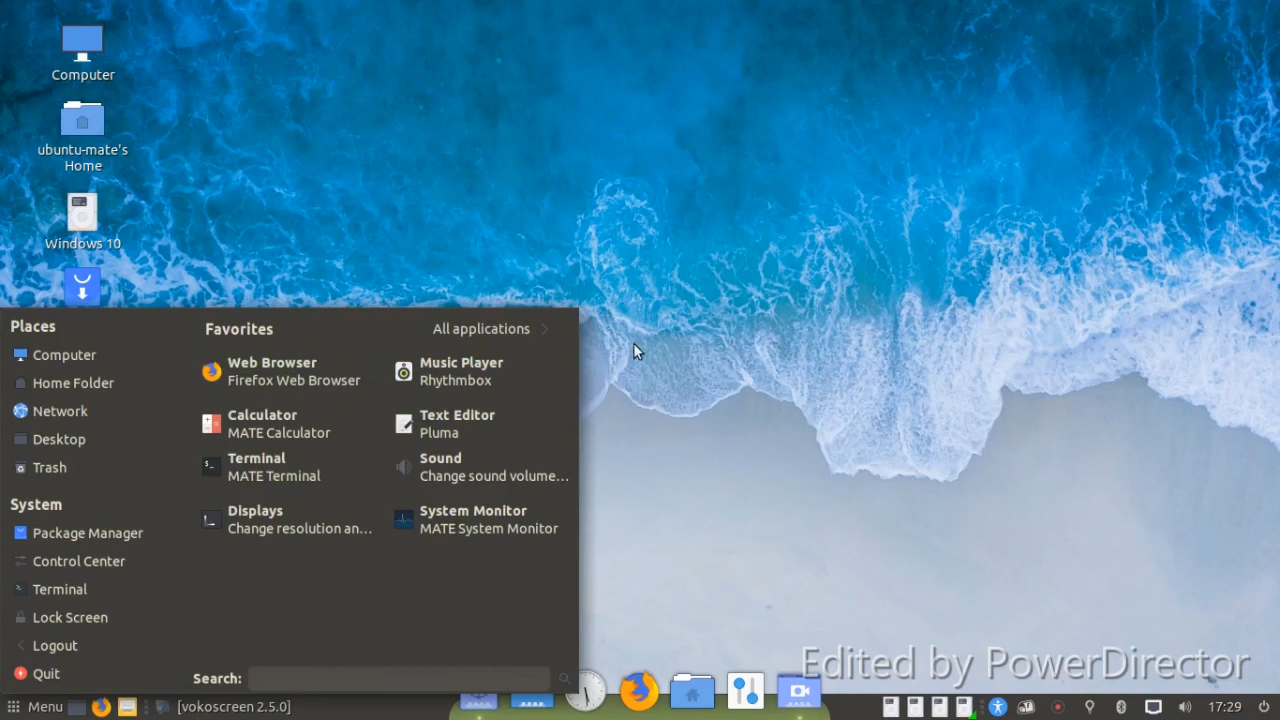 Computer
ubuntu-mate's
Home
Windows 10
Places
Computer
Home Folder
Network
Desktop
Trash
System
Package Manager
Control Center
Terminal
Lock Screen
Logout
Quit
Favorites
All applications
Web Browser
Firefox Web Browser
Music Player
Rhythmbox
Calculator
MATE Calculator
Text Editor
Pluma
Terminal
MATE Terminal
Sound
Change sound volume…
Displays
Change resolution an…
System Monitor
MATE System Monitor
Search:
Edited by PowerDirector
Menu
[vokoscreen 2.5.0]
17:29